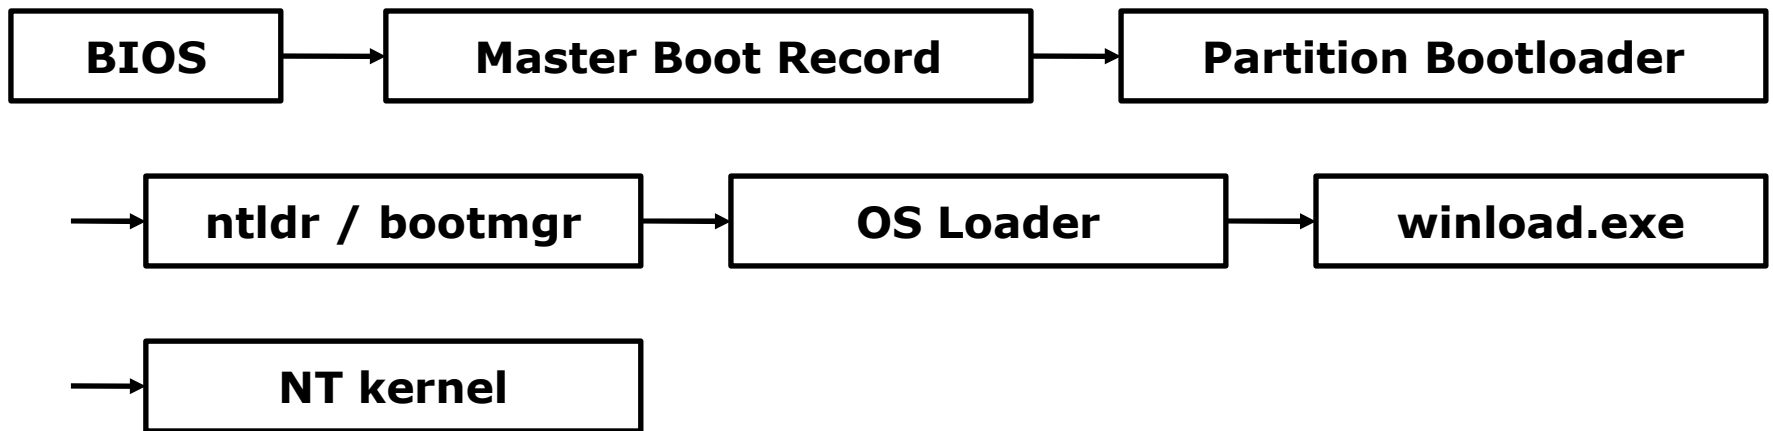 BIOS
Master Boot Record
Partition Bootloader
ntldr / bootmgr
OS Loader
winload.exe
NT kernel